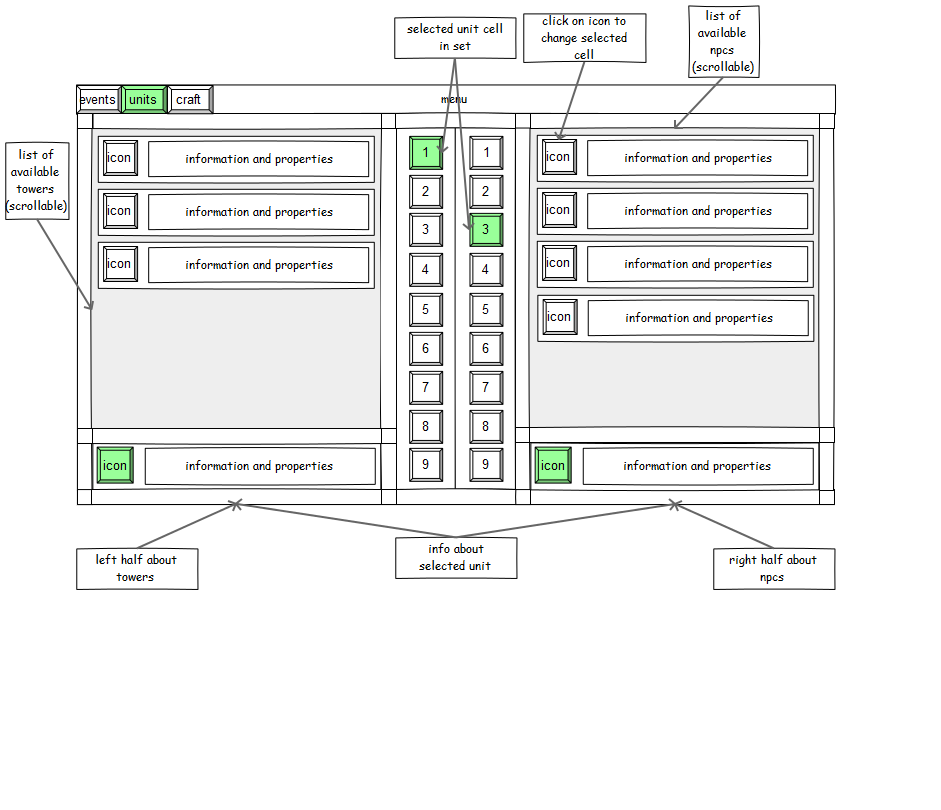 selected unit cell
in set
click on icon to
change selected
cell
list of
available
npcs
(scrollable)
events units craft
menu
list of
available
towers
(scrollable)
icon information and properties
icon information and properties
icon information and properties
1 1
2 2
3 3
4 4
5 5
6 6
7 7
8 8
9 9
icon information and properties
icon information and properties
icon information and properties
icon information and properties
icon information and properties
icon information and properties
left half about
towers
info about
selected unit
right half about
npcs